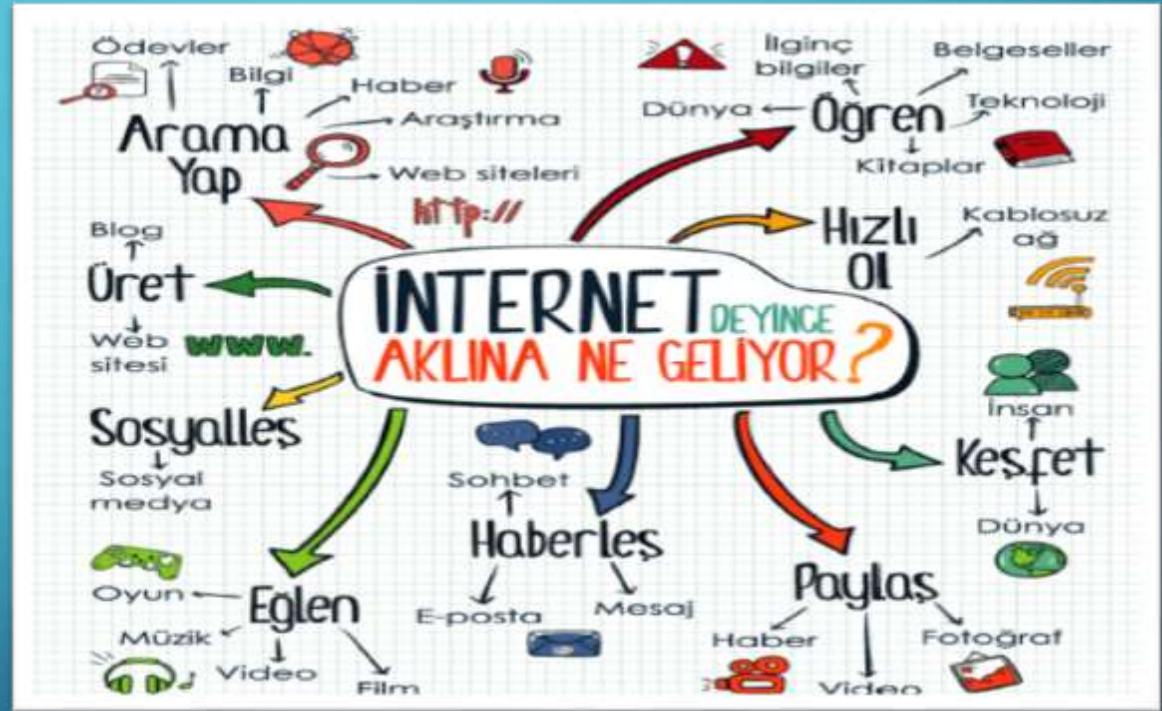 Ödevler
Bilgi
Haber
Araştırma
Web siteleri
Arama
Yap
http://
İlginç
bilgiler
Belgeseller
Dünya
Öğren
Teknoloji
Kitaplar
Hızlı
Ol
Kablosuz
ağ
Blog
Üret
Web
sitesi
www.
İNTERNET DEYİNCE
AKLINA NE GELİYOR?
Sosyalleş
Sosyal
medya
İnsan
Keşfet
Dünya
Sohbet
Haberleş
E-posta
Mesaj
Oyun
Eğlen
Müzik
Video
Film
Paylaş
Haber
Fotoğraf
Video